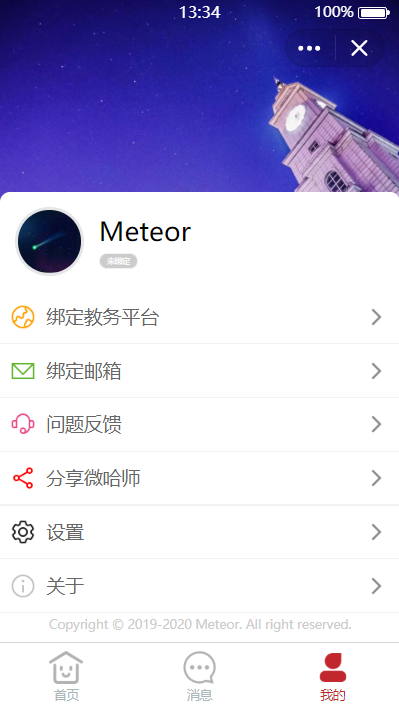 13:34
100%
Meteor
未绑定
绑定教务平台
绑定邮箱
问题反馈
分享微哈师
设置
关于
Copyright © 2019-2020 Meteor. All right reserved.
首页
消息
我的